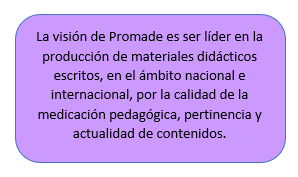 La visión de Promade es ser líder en la
producción de materiales didácticos
escritos, en el ámbito nacional e
internacional, por la calidad de la
medicación pedagógica, pertinencia y
actualidad de contenidos.